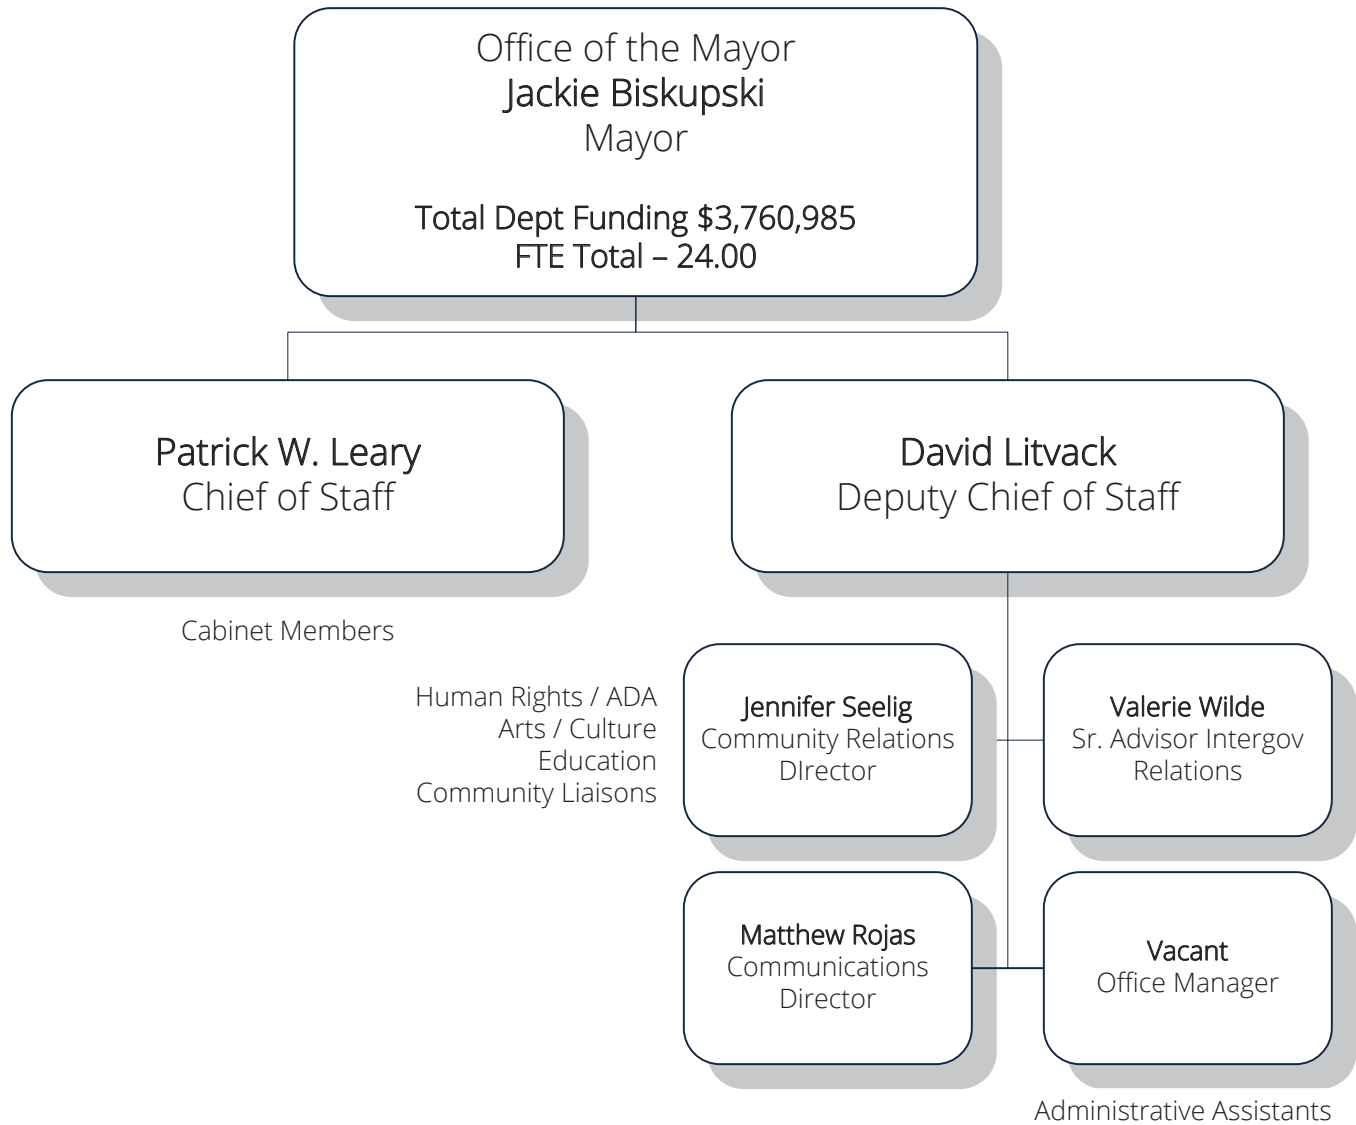 Office of the Mayor
Jackie Biskupski
Mayor
Total Dept Funding $3,760,985
FTE Total – 24.00
Patrick W. Leary
Chief of Staff
David Litvack
Deputy Chief of Staff
Cabinet Members
Human Rights / ADA
Arts / Culture
Education
Community Liaisons
Jennifer Seelig
Community Relations
DIrector
Valerie Wilde
Sr. Advisor Intergov
Relations
Matthew Rojas
Communications
Director
Vacant
Office Manager
Administrative Assistants